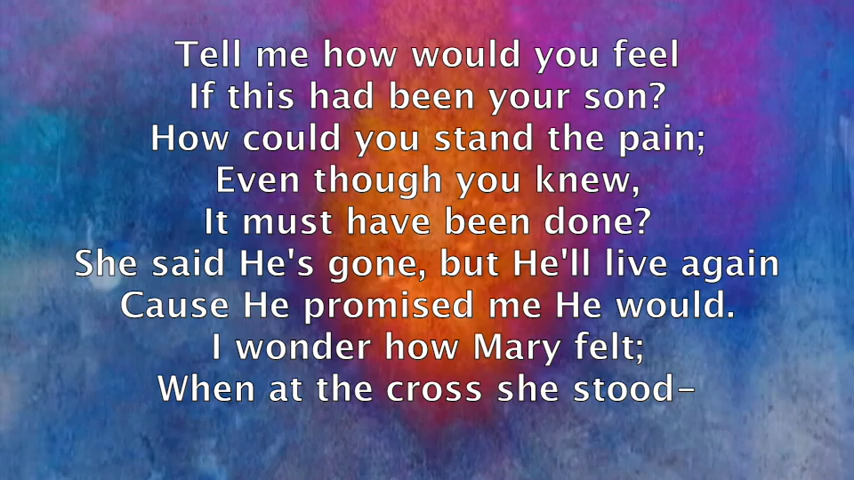 Tell me how would you feel
If this had been your son?
How could you stand the pain;
Even though you knew,
It must have been done?
She said He's gone, but He'll live again
Cause He promised me He would.
I wonder how Mary felt;
When at the cross she stood-